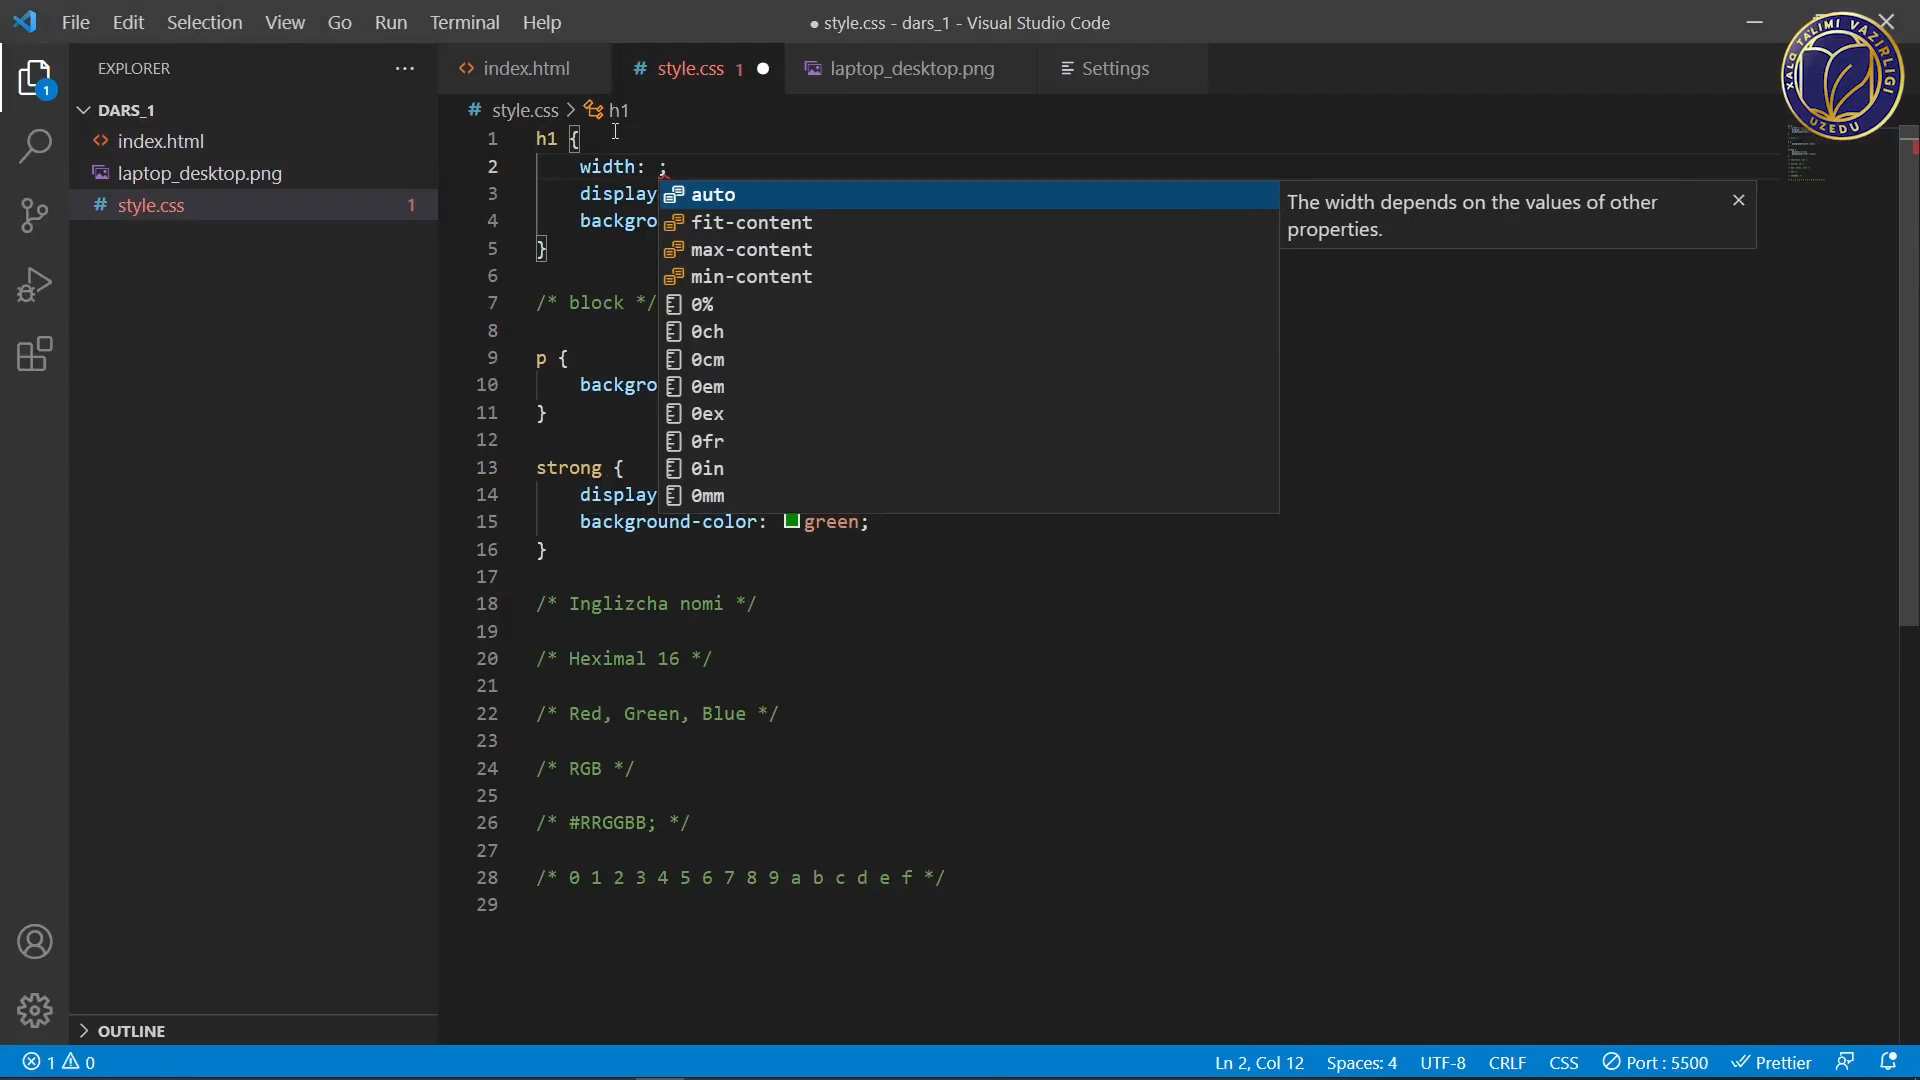 File Edit Selection View Go Run Terminal Help
● style.css - dars_1 - Visual Studio Code
XALQ TA'LIMI VAZIRLIGI
UZEDU
EXPLORER
index.html
# style.css 1
laptop_desktop.png
Settings
1
DARS_1
index.html
laptop_desktop.png
# style.css 1
# style.css > h1
1 h1 {
2 width: ;
3 display
4 backgro
5 }
6
7 /* block */
8
9 p {
10 backgro
11 }
12
13 strong {
14 display
15 background-color: green;
16 }
17
18 /* Inglizcha nomi */
19
20 /* Heximal 16 */
21
22 /* Red, Green, Blue */
23
24 /* RGB */
25
26 /* #RRGGBB; */
27
28 /* 0 1 2 3 4 5 6 7 8 9 a b c d e f */
29
auto
fit-content
max-content
min-content
0%
0ch
0cm
0em
0ex
0fr
0in
0mm
The width depends on the values of other
properties.
OUTLINE
1 0
Ln 2, Col 12 Spaces: 4 UTF-8 CRLF CSS Port : 5500 Prettier